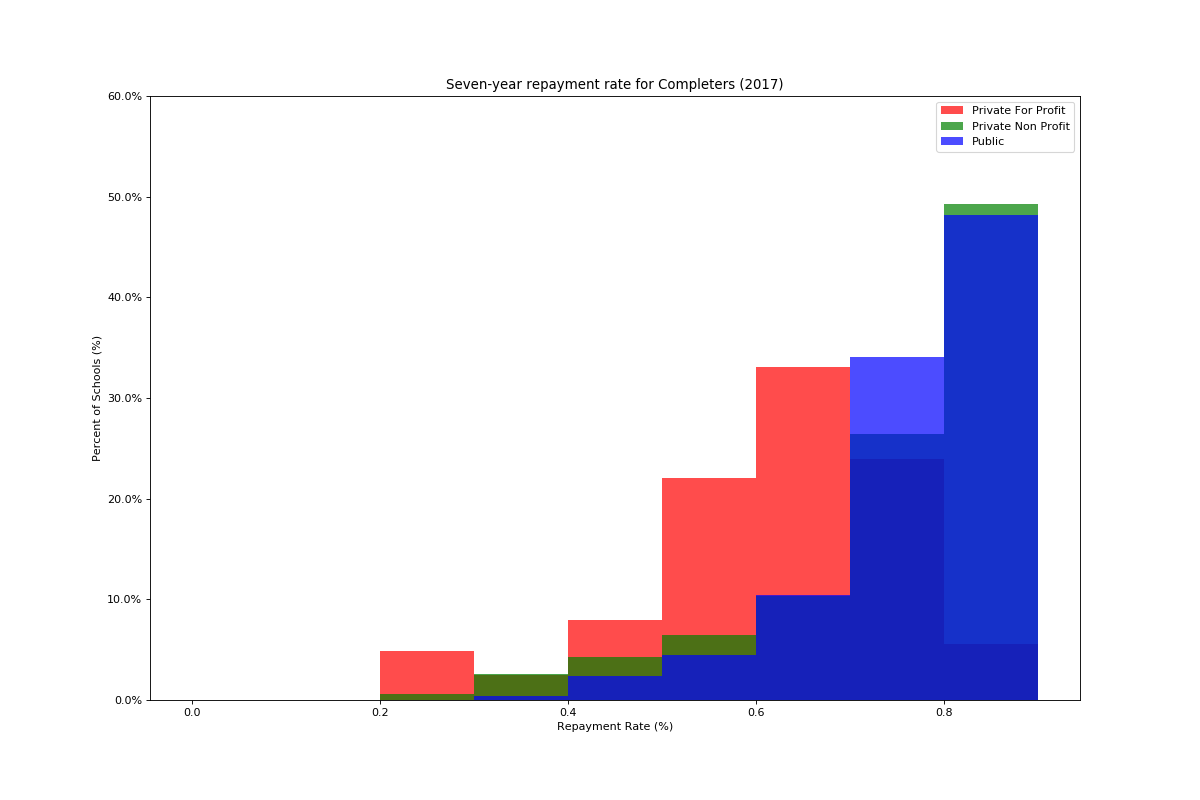 Seven-year repayment rate for Completers (2017)
Private For Profit
Private Non Profit
Public
60.0%
50.0%
40.0%
30.0%
20.0%
10.0%
0.0%
Percent of Schools (%)
0.0 0.2 0.4 0.6 0.8
Repayment Rate (%)